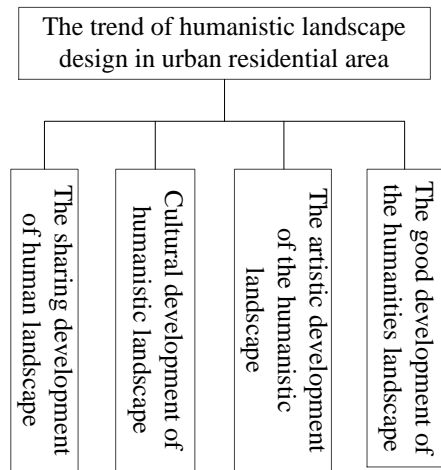 The trend of humanistic landscape
design in urban residential area
The sharing development
of human landscape
Cultural development of
humanistic landscape
The artistic development
of the humanistic
landscape
The good development of
the humanities landscape